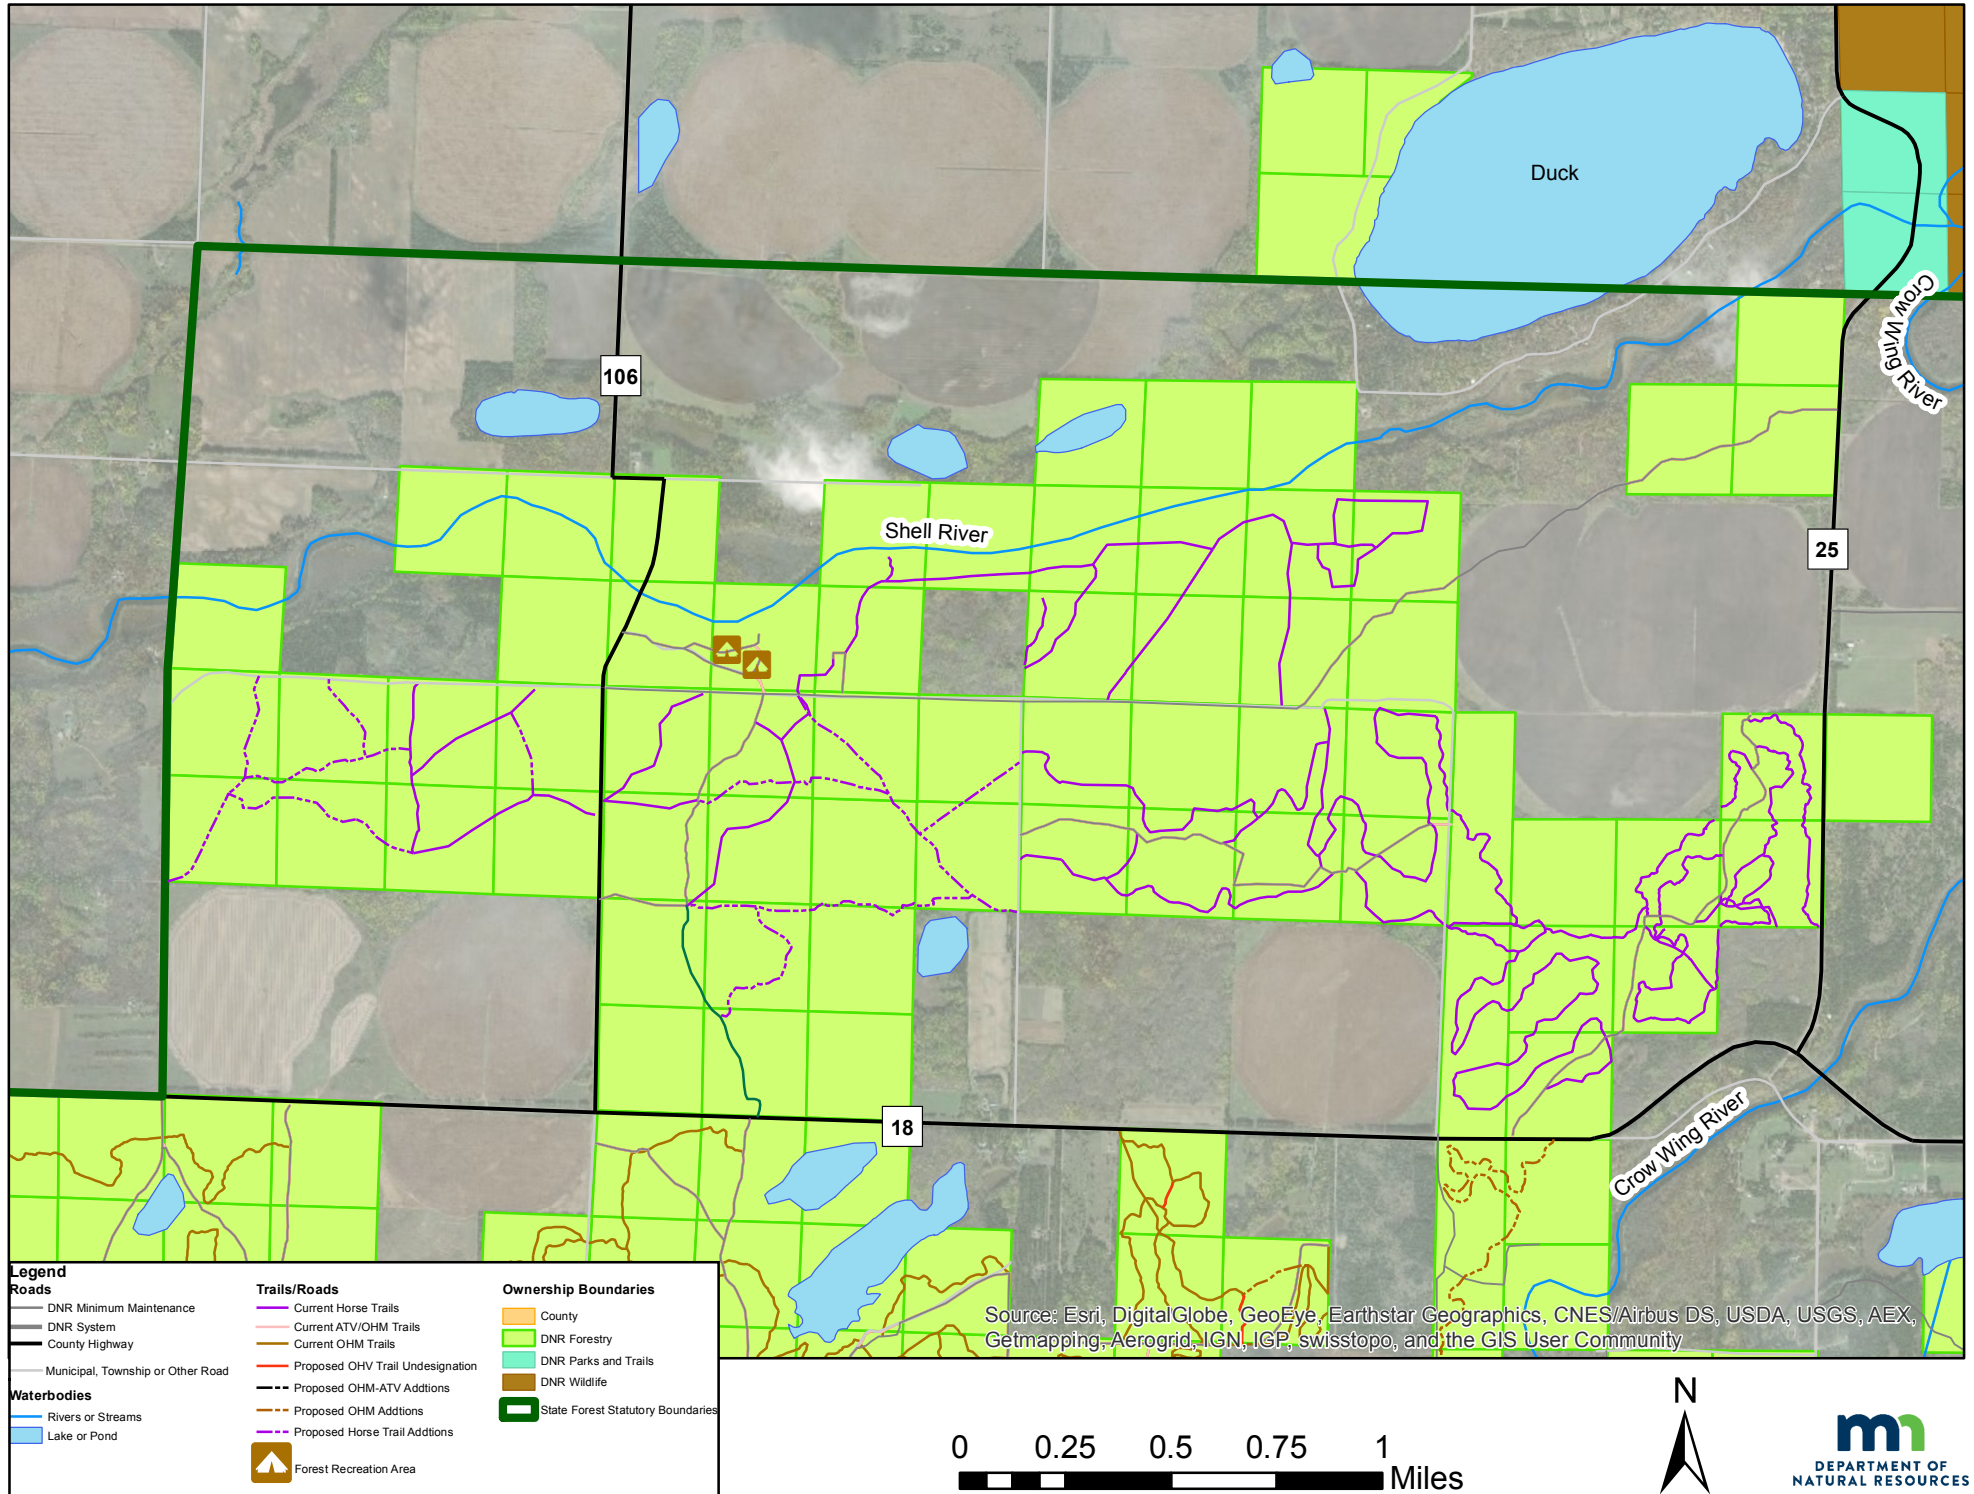 Duck
Crow Wing River
106
Shell River
25
18
Crow Wing River
Source: Esri, DigitalGlobe, GeoEye, Earthstar Geographics, CNES/Airbus DS, USDA, USGS, AEX,
Getmapping, Aerogrid, IGN, IGP, swisstopo, and the GIS User Community
Legend
Roads
DNR Minimum Maintenance
DNR System
County Highway
Municipal, Township or Other Road
Waterbodies
Rivers or Streams
Lake or Pond
Trails/Roads
Current Horse Trails
Current ATV/OHM Trails
Current OHM Trails
Proposed OHV Trail Undesignation
Proposed OHM-ATV Addtions
Proposed OHM Addtions
Proposed Horse Trail Addtions
Forest Recreation Area
Ownership Boundaries
County
DNR Forestry
DNR Parks and Trails
DNR Wildlife
State Forest Statutory Boundaries
0 0.25 0.5 0.75 1
Miles
N
mn
DEPARTMENT OF
NATURAL RESOURCES